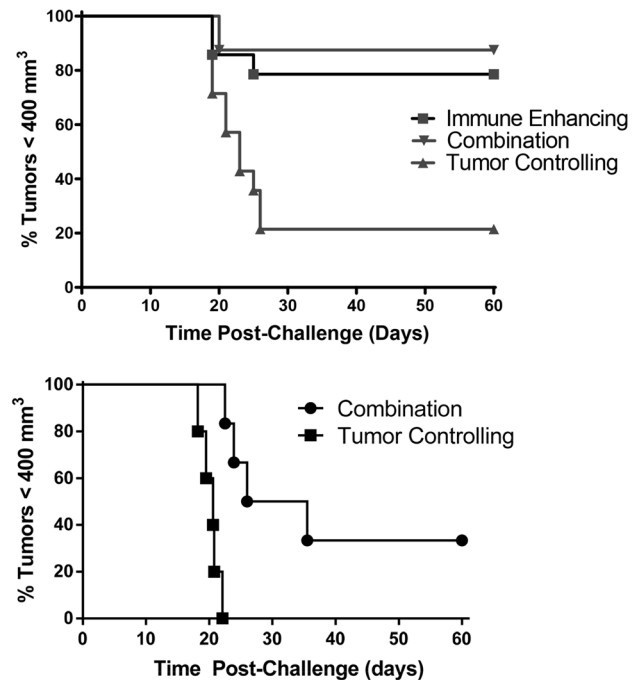 100
80
60
40
20
0
% Tumors < 400 mm³
Immune Enhancing
Combination
Tumor Controlling
0 10 20 30 40 50 60
Time Post-Challenge (Days)
100
80
60
40
20
0
% Tumors < 400 mm³
Combination
Tumor Controlling
0 10 20 30 40 50 60
Time  Post-Challenge (days)